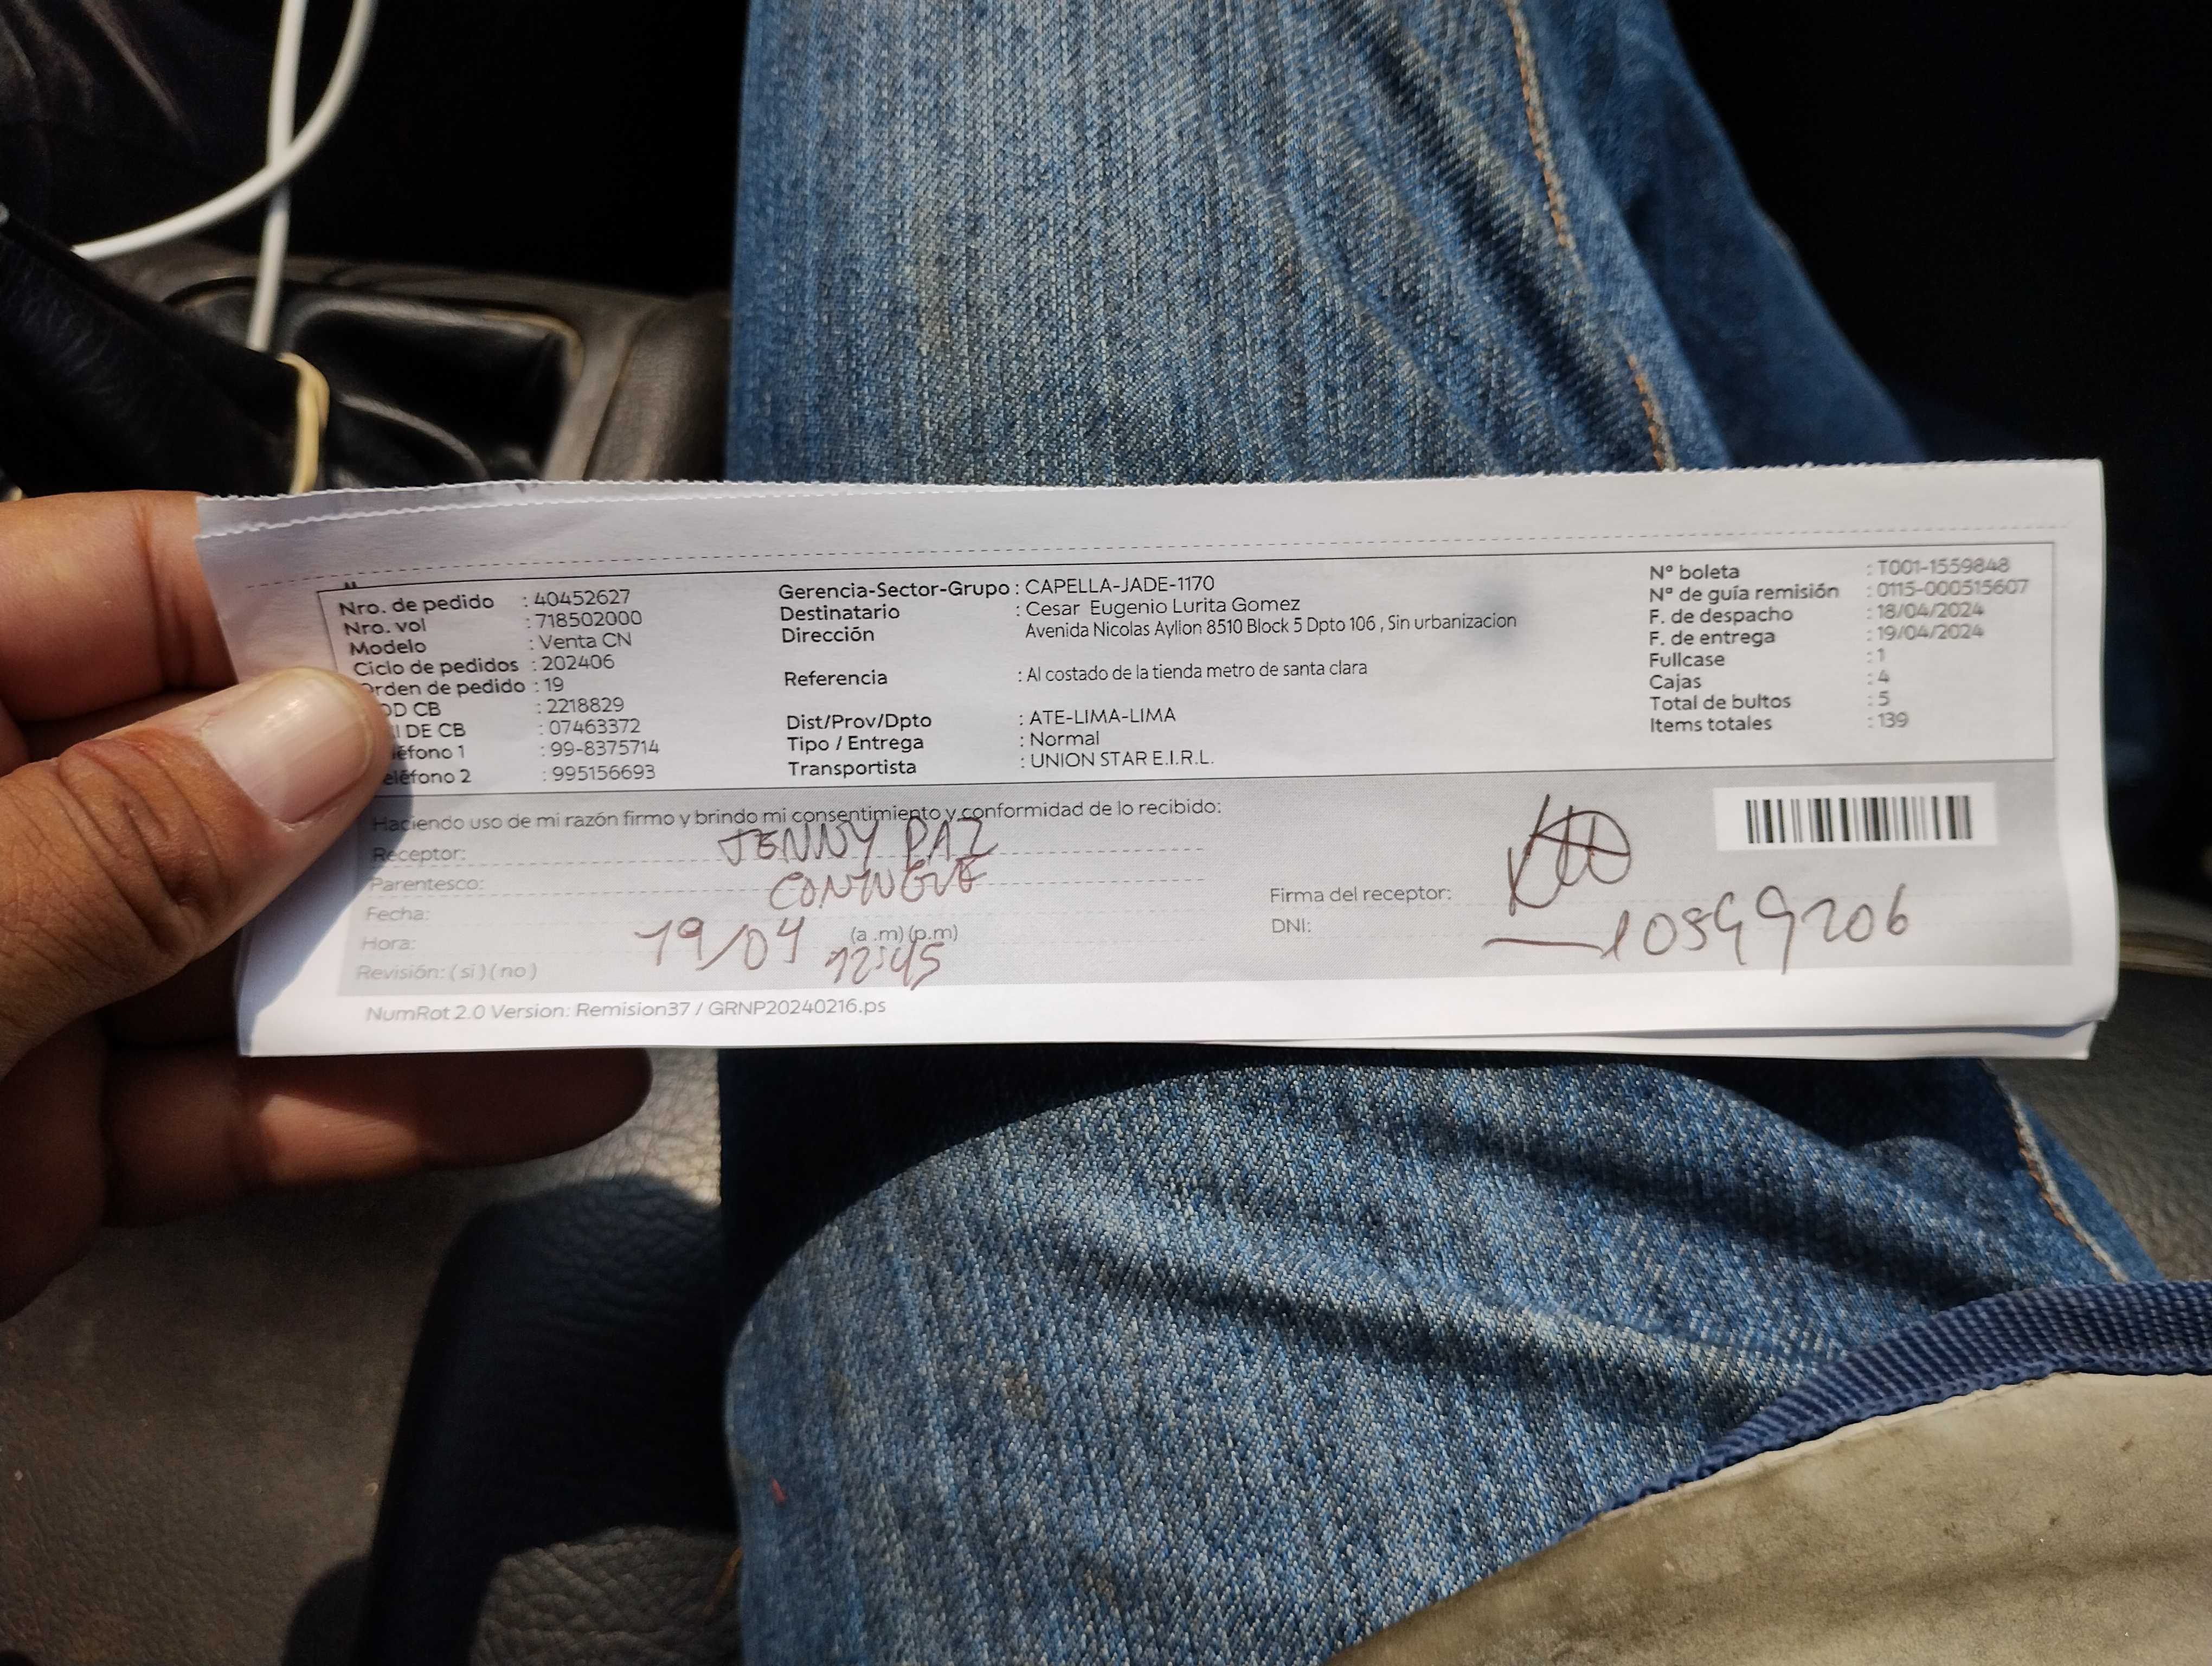 Nro. de pedido : 40452627
Nro. vol : 718502000
Modelo : Venta CN
Ciclo de pedidos : 202406
Orden de pedido : 19
OD CB : 2218829
I DE CB : 07463372
léfono 1 : 99-8375714
eléfono 2 : 995156693
Gerencia-Sector-Grupo : CAPELLA-JADE-1170
Destinatario : Cesar Eugenio Lurita Gomez
Dirección Avenida Nicolas Ayllon 8510 Block 5 Dpto 106 , Sin urbanizacion
Referencia : Al costado de la tienda metro de santa clara
Dist/Prov/Dpto : ATE-LIMA-LIMA
Tipo / Entrega : Normal
Transportista : UNION STAR E.I.R.L.
N° boleta : T001-1559848
N° de guía remisión : 0115-000515607
F. de despacho : 18/04/2024
F. de entrega : 19/04/2024
Fullcase : 1
Cajas : 4
Total de bultos : 5
Items totales : 139
Haciendo uso de mi razón firmo y brindo mi consentimiento y conformidad de lo recibido:
Receptor: JENNY PAZ
Parentesco: CONYUGUE
Fecha: 19/04
Hora: (a .m) (p.m) 12:45
Revisión: ( si ) ( no )
Firma del receptor:
DNI: 10599206
NumRot 2.0 Version: Remision37 / GRNP20240216.ps